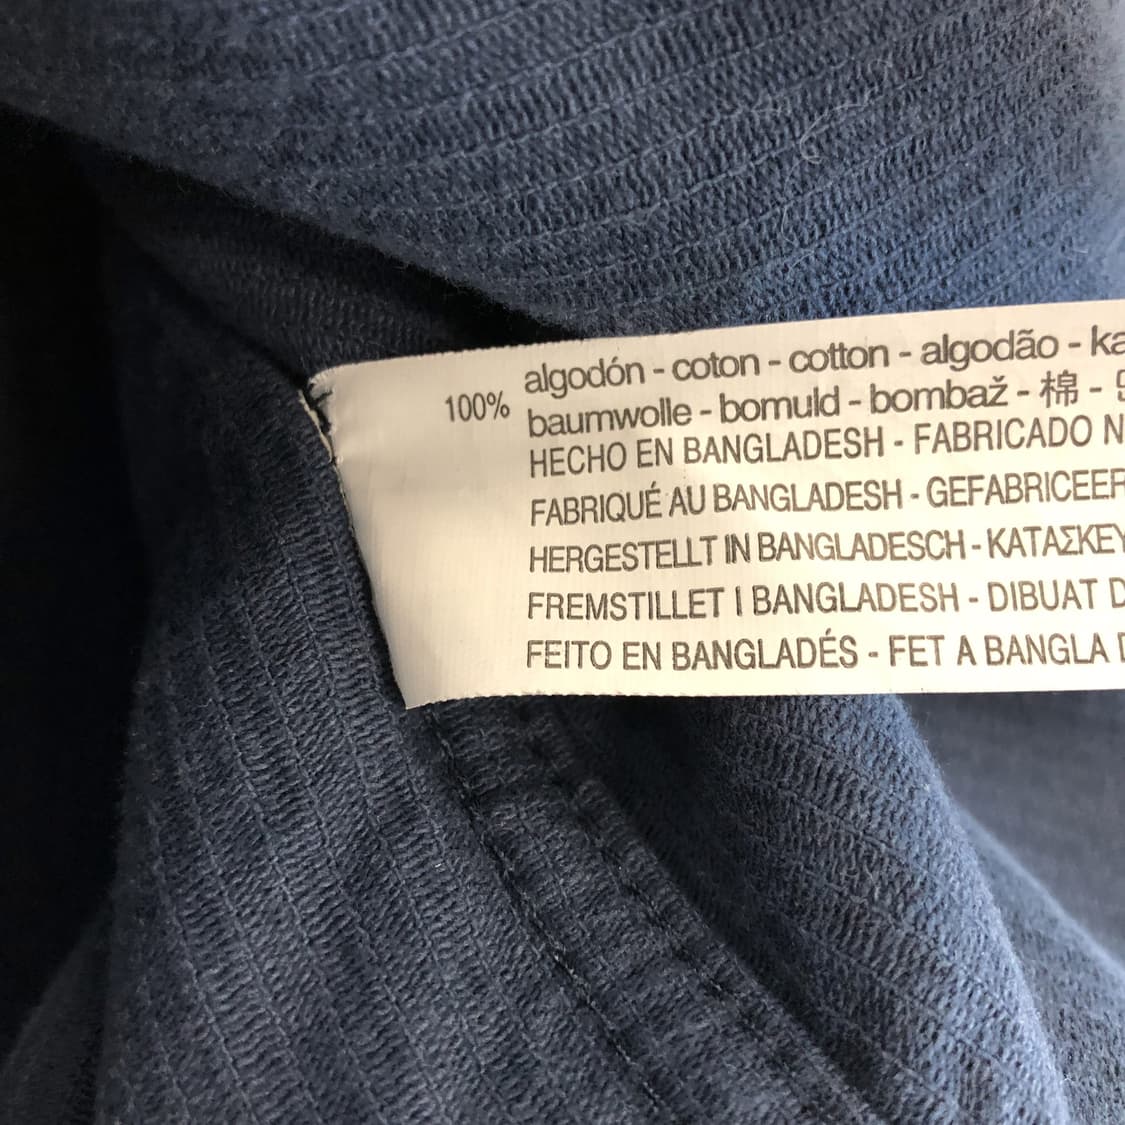 100% algodón - coton - cotton - algodão - ka
baumwolle - bomuld - bombaž - 棉 -
HECHO EN BANGLADESH - FABRICADO N
FABRIQUÉ AU BANGLADESH - GEFABRICEER
HERGESTELLT IN BANGLADESCH - ΚΑΤΑΣΚΕΥ
FREMSTILLET I BANGLADESH - DIBUAT D
FEITO EN BANGLADÉS - FET A BANGLA D